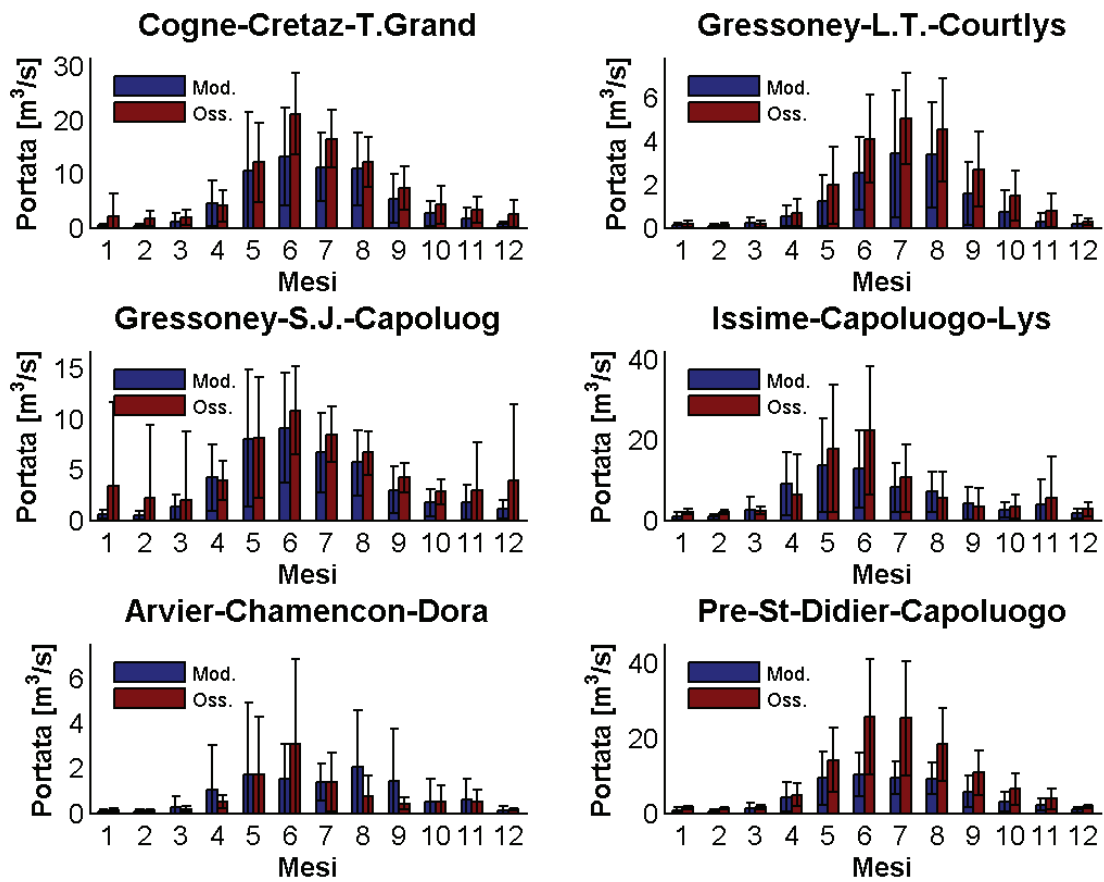 Cogne-Cretaz-T.Grand
Portata [m³/s]
30
20
10
0
Mod.
Oss.
1 2 3 4 5 6 7 8 9 10 11 12
Mesi
Gressoney-L.T.-Courtlys
Portata [m³/s]
6
4
2
0
Mod.
Oss.
1 2 3 4 5 6 7 8 9 10 11 12
Mesi
Gressoney-S.J.-Capoluog
Portata [m³/s]
15
10
5
0
Mod.
Oss.
1 2 3 4 5 6 7 8 9 10 11 12
Mesi
Issime-Capoluogo-Lys
Portata [m³/s]
40
20
0
Mod.
Oss.
1 2 3 4 5 6 7 8 9 10 11 12
Mesi
Arvier-Chamencon-Dora
Portata [m³/s]
6
4
2
0
Mod.
Oss.
1 2 3 4 5 6 7 8 9 10 11 12
Mesi
Pre-St-Didier-Capoluogo
Portata [m³/s]
40
20
0
Mod.
Oss.
1 2 3 4 5 6 7 8 9 10 11 12
Mesi